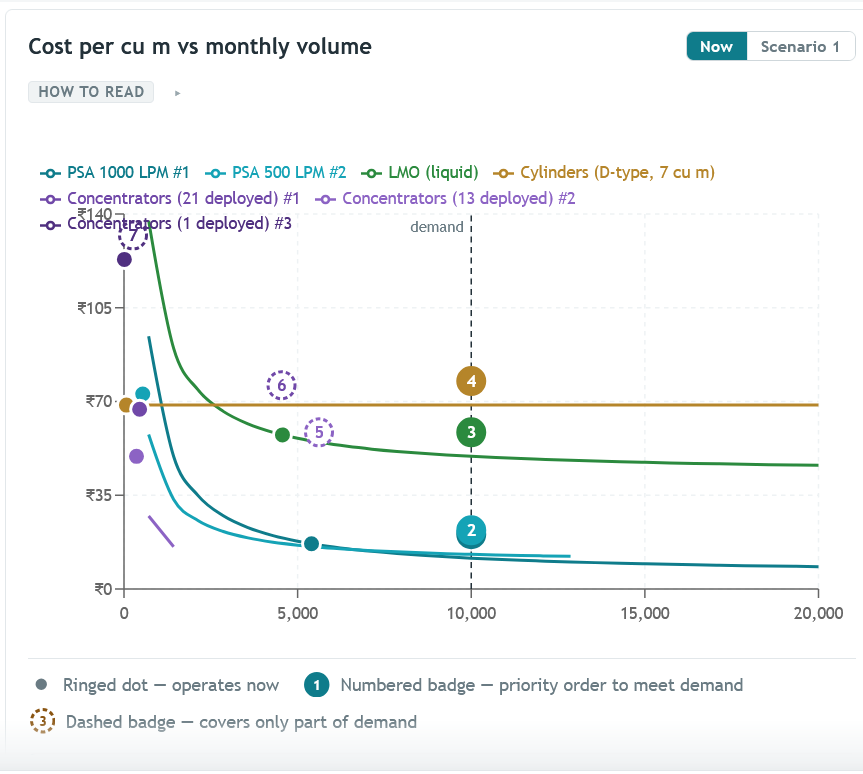 Cost per cu m vs monthly volume
Now Scenario 1
HOW TO READ
PSA 1000 LPM #1 PSA 500 LPM #2 LMO (liquid) Cylinders (D-type, 7 cu m)
Concentrators (21 deployed) #1 Concentrators (13 deployed) #2
Concentrators (1 deployed) #3
₹140
7
demand
₹105
6
4
₹70
5
3
₹35
2
₹0
0 5,000 10,000 15,000 20,000
Ringed dot — operates now 1 Numbered badge — priority order to meet demand
3 Dashed badge — covers only part of demand